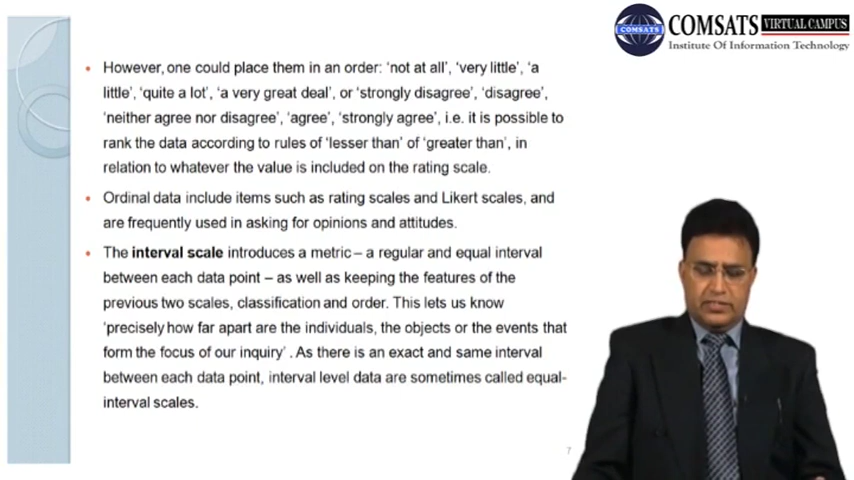 COMSATS VIRTUAL CAMPUS
COMSATS
Institute Of Information Technology
• However, one could place them in an order: ‘not at all’, ‘very little’, ‘a
little’, ‘quite a lot’, ‘a very great deal’, or ‘strongly disagree’, ‘disagree’,
‘neither agree nor disagree’, ‘agree’, ‘strongly agree’, i.e. it is possible to
rank the data according to rules of ‘lesser than’ of ‘greater than’, in
relation to whatever the value is included on the rating scale.
• Ordinal data include items such as rating scales and Likert scales, and
are frequently used in asking for opinions and attitudes.
• The interval scale introduces a metric – a regular and equal interval
between each data point – as well as keeping the features of the
previous two scales, classification and order. This lets us know
‘precisely how far apart are the individuals, the objects or the events that
form the focus of our inquiry’ . As there is an exact and same interval
between each data point, interval level data are sometimes called equal-
interval scales.
7